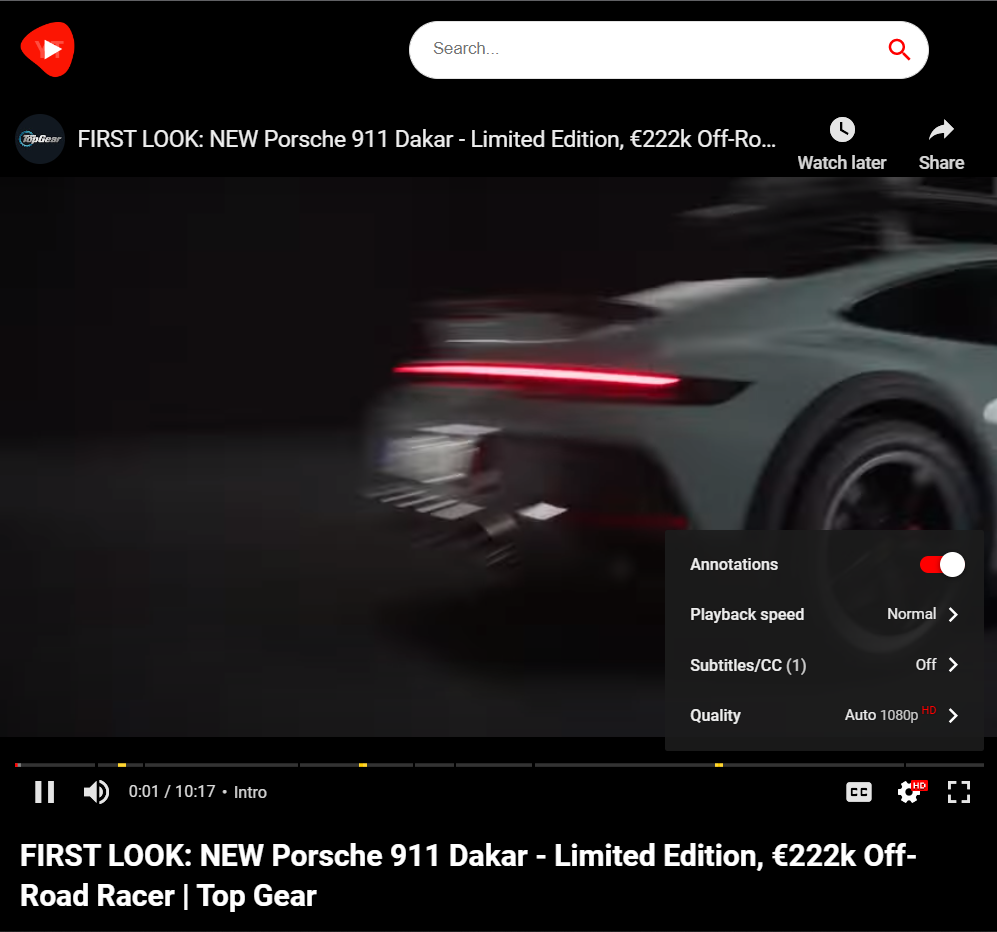 YT
Search...
TopGear
FIRST LOOK: NEW Porsche 911 Dakar - Limited Edition, €222k Off-Ro...
Watch later
Share
Annotations
Playback speed Normal
Subtitles/CC (1) Off
Quality Auto 1080p HD
0:01 / 10:17 • Intro
CC
HD
FIRST LOOK: NEW Porsche 911 Dakar - Limited Edition, €222k Off-
Road Racer | Top Gear